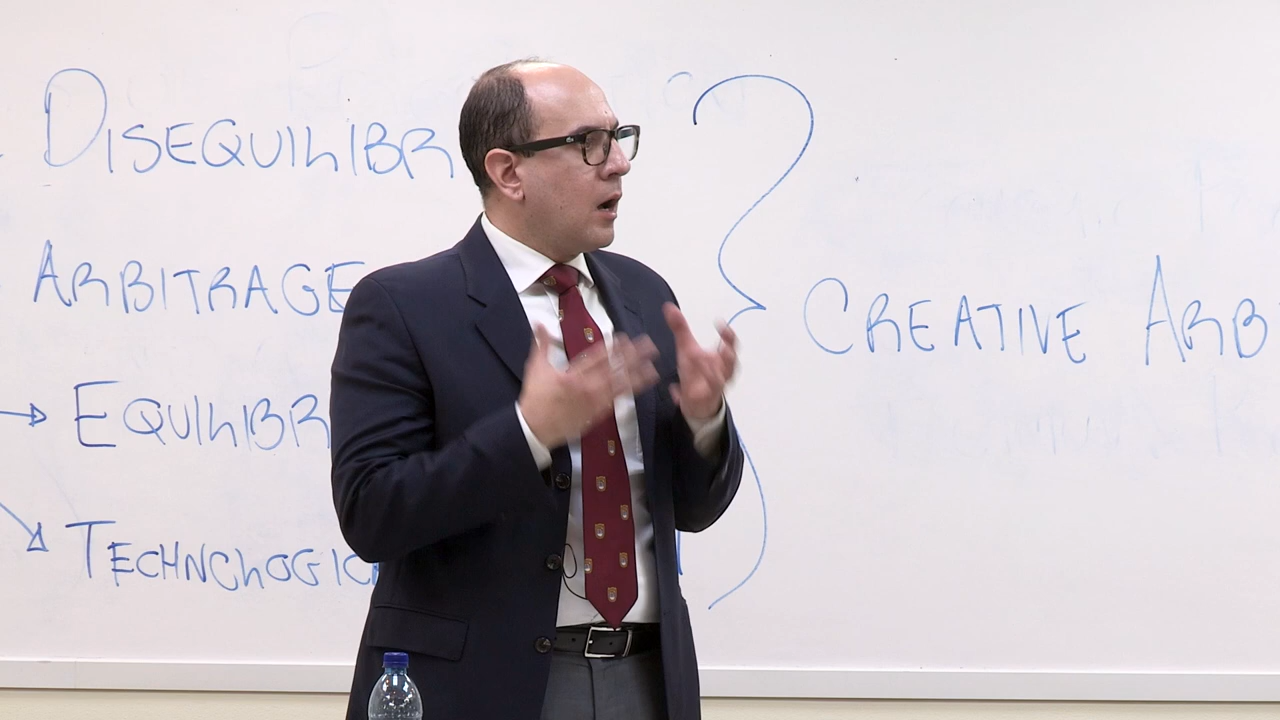 DISEQUILIBR
ARBITRAGE
EQUILIBR
TECHNOLOGIC
CREATIVE ARB